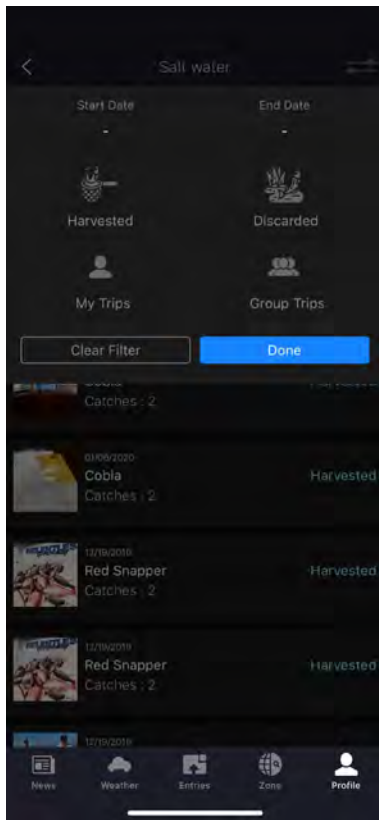 Salt water
Start Date
End Date
-
-
Harvested
Discarded
My Trips
Group Trips
Clear Filter
Done
Harvested
Catches : 2
01/06/2020
Cobia
Harvested
Catches : 2
12/19/2019
Red Snapper
Harvested
Catches : 2
12/19/2019
Red Snapper
Harvested
Catches : 2
12/19/2019
News
Weather
Entries
Zone
Profile